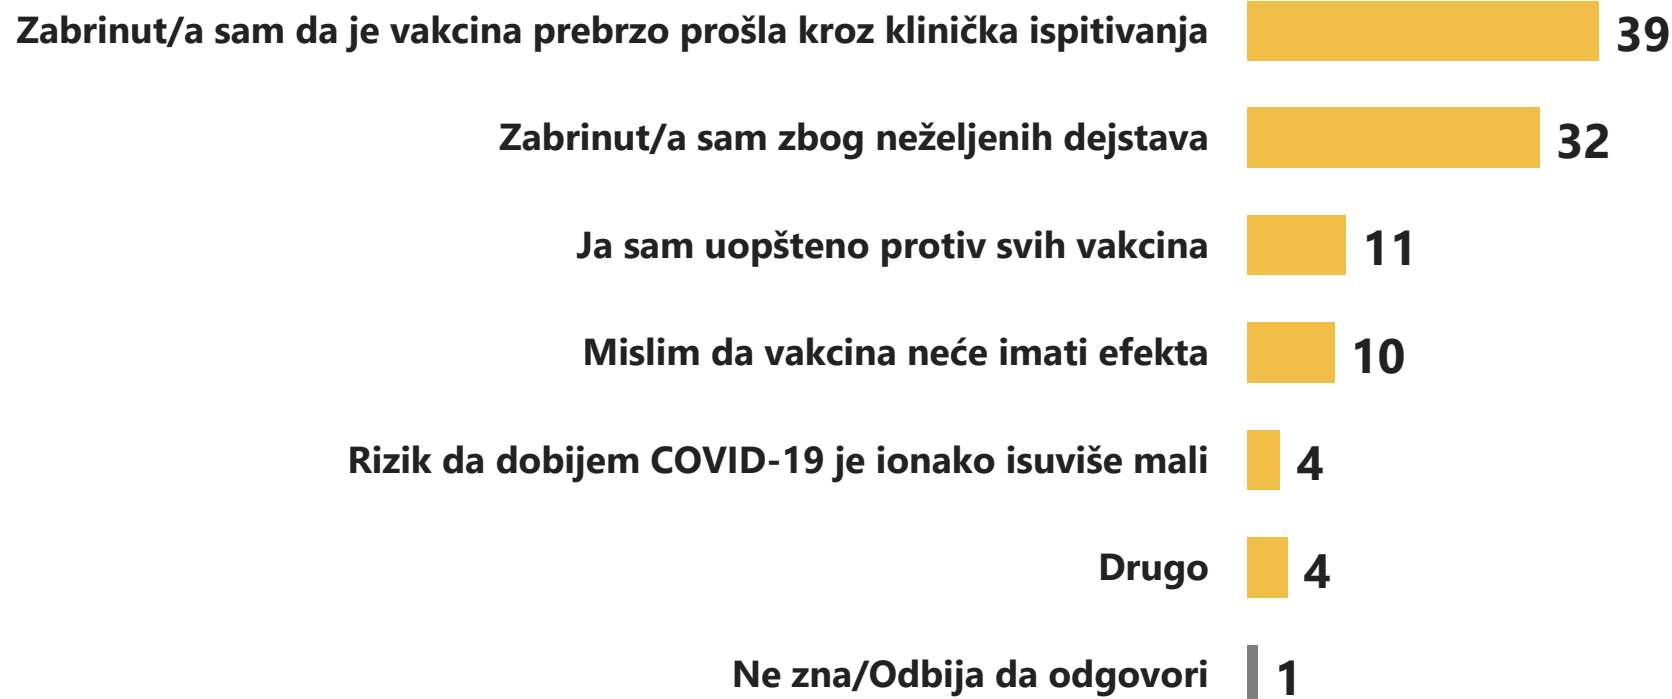 Zabrinut/a sam da je vakcina prebrzo prošla kroz klinička ispitivanja 39
Zabrinut/a sam zbog neželjenih dejstava 32
Ja sam uopšteno protiv svih vakcina 11
Mislim da vakcina neće imati efekta 10
Rizik da dobijem COVID-19 je ionako isuviše mali 4
Drugo 4
Ne zna/Odbija da odgovori 1